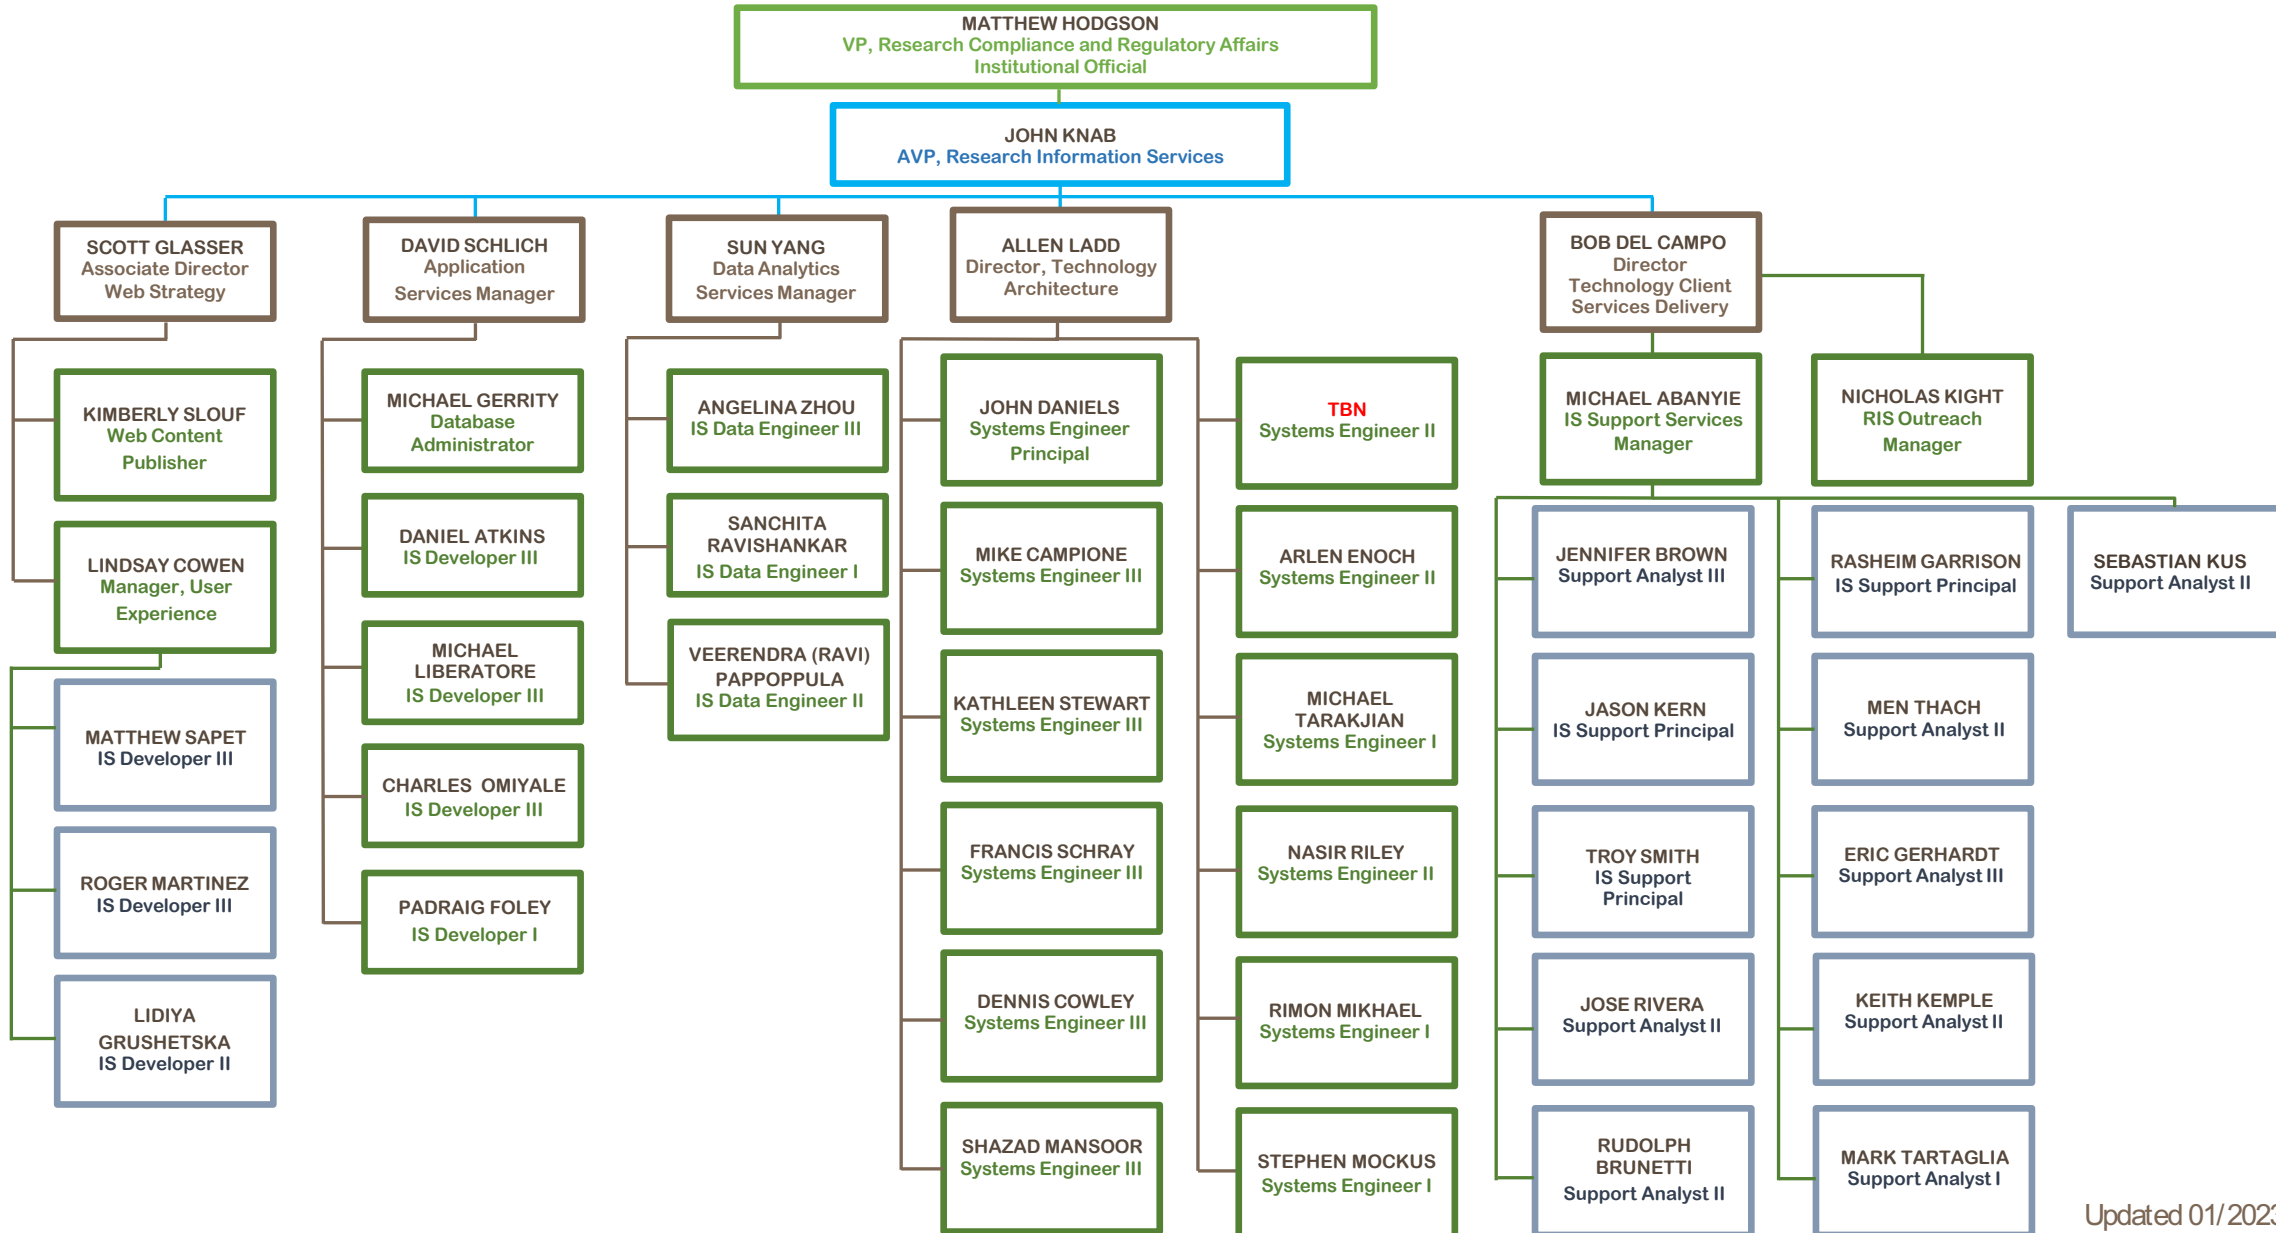 MATTHEW HODGSON
VP, Research Compliance and Regulatory Affairs
Institutional Official
JOHN KNAB
AVP, Research Information Services
SCOTT GLASSER
Associate Director
Web Strategy
DAVID SCHLICH
Application
Services Manager
SUN YANG
Data Analytics
Services Manager
ALLEN LADD
Director, Technology
Architecture
BOB DEL CAMPO
Director
Technology Client
Services Delivery
KIMBERLY SLOUF
Web Content
Publisher
LINDSAY COWEN
Manager, User
Experience
MATTHEW SAPET
IS Developer III
ROGER MARTINEZ
IS Developer III
LIDIYA
GRUSHETSKA
IS Developer II
MICHAEL GERRITY
Database
Administrator
DANIEL ATKINS
IS Developer III
MICHAEL
LIBERATORE
IS Developer III
CHARLES OMIYALE
IS Developer III
PADRAIG FOLEY
IS Developer I
ANGELINA ZHOU
IS Data Engineer III
SANCHITA
RAVISHANKAR
IS Data Engineer I
VEERENDRA (RAVI)
PAPPOPPULA
IS Data Engineer II
JOHN DANIELS
Systems Engineer
Principal
MIKE CAMPIONE
Systems Engineer III
KATHLEEN STEWART
Systems Engineer III
FRANCIS SCHRAY
Systems Engineer III
DENNIS COWLEY
Systems Engineer III
SHAZAD MANSOOR
Systems Engineer III
TBN
Systems Engineer II
ARLEN ENOCH
Systems Engineer II
MICHAEL
TARAKJIAN
Systems Engineer I
NASIR RILEY
Systems Engineer II
RIMON MIKHAEL
Systems Engineer I
STEPHEN MOCKUS
Systems Engineer I
MICHAEL ABANYIE
IS Support Services
Manager
NICHOLAS KIGHT
RIS Outreach
Manager
JENNIFER BROWN
Support Analyst III
JASON KERN
IS Support Principal
TROY SMITH
IS Support
Principal
JOSE RIVERA
Support Analyst II
RUDOLPH
BRUNETTI
Support Analyst II
RASHEIM GARRISON
IS Support Principal
MEN THACH
Support Analyst II
ERIC GERHARDT
Support Analyst III
KEITH KEMPLE
Support Analyst II
MARK TARTAGLIA
Support Analyst I
SEBASTIAN KUS
Support Analyst II
Updated 01/2023